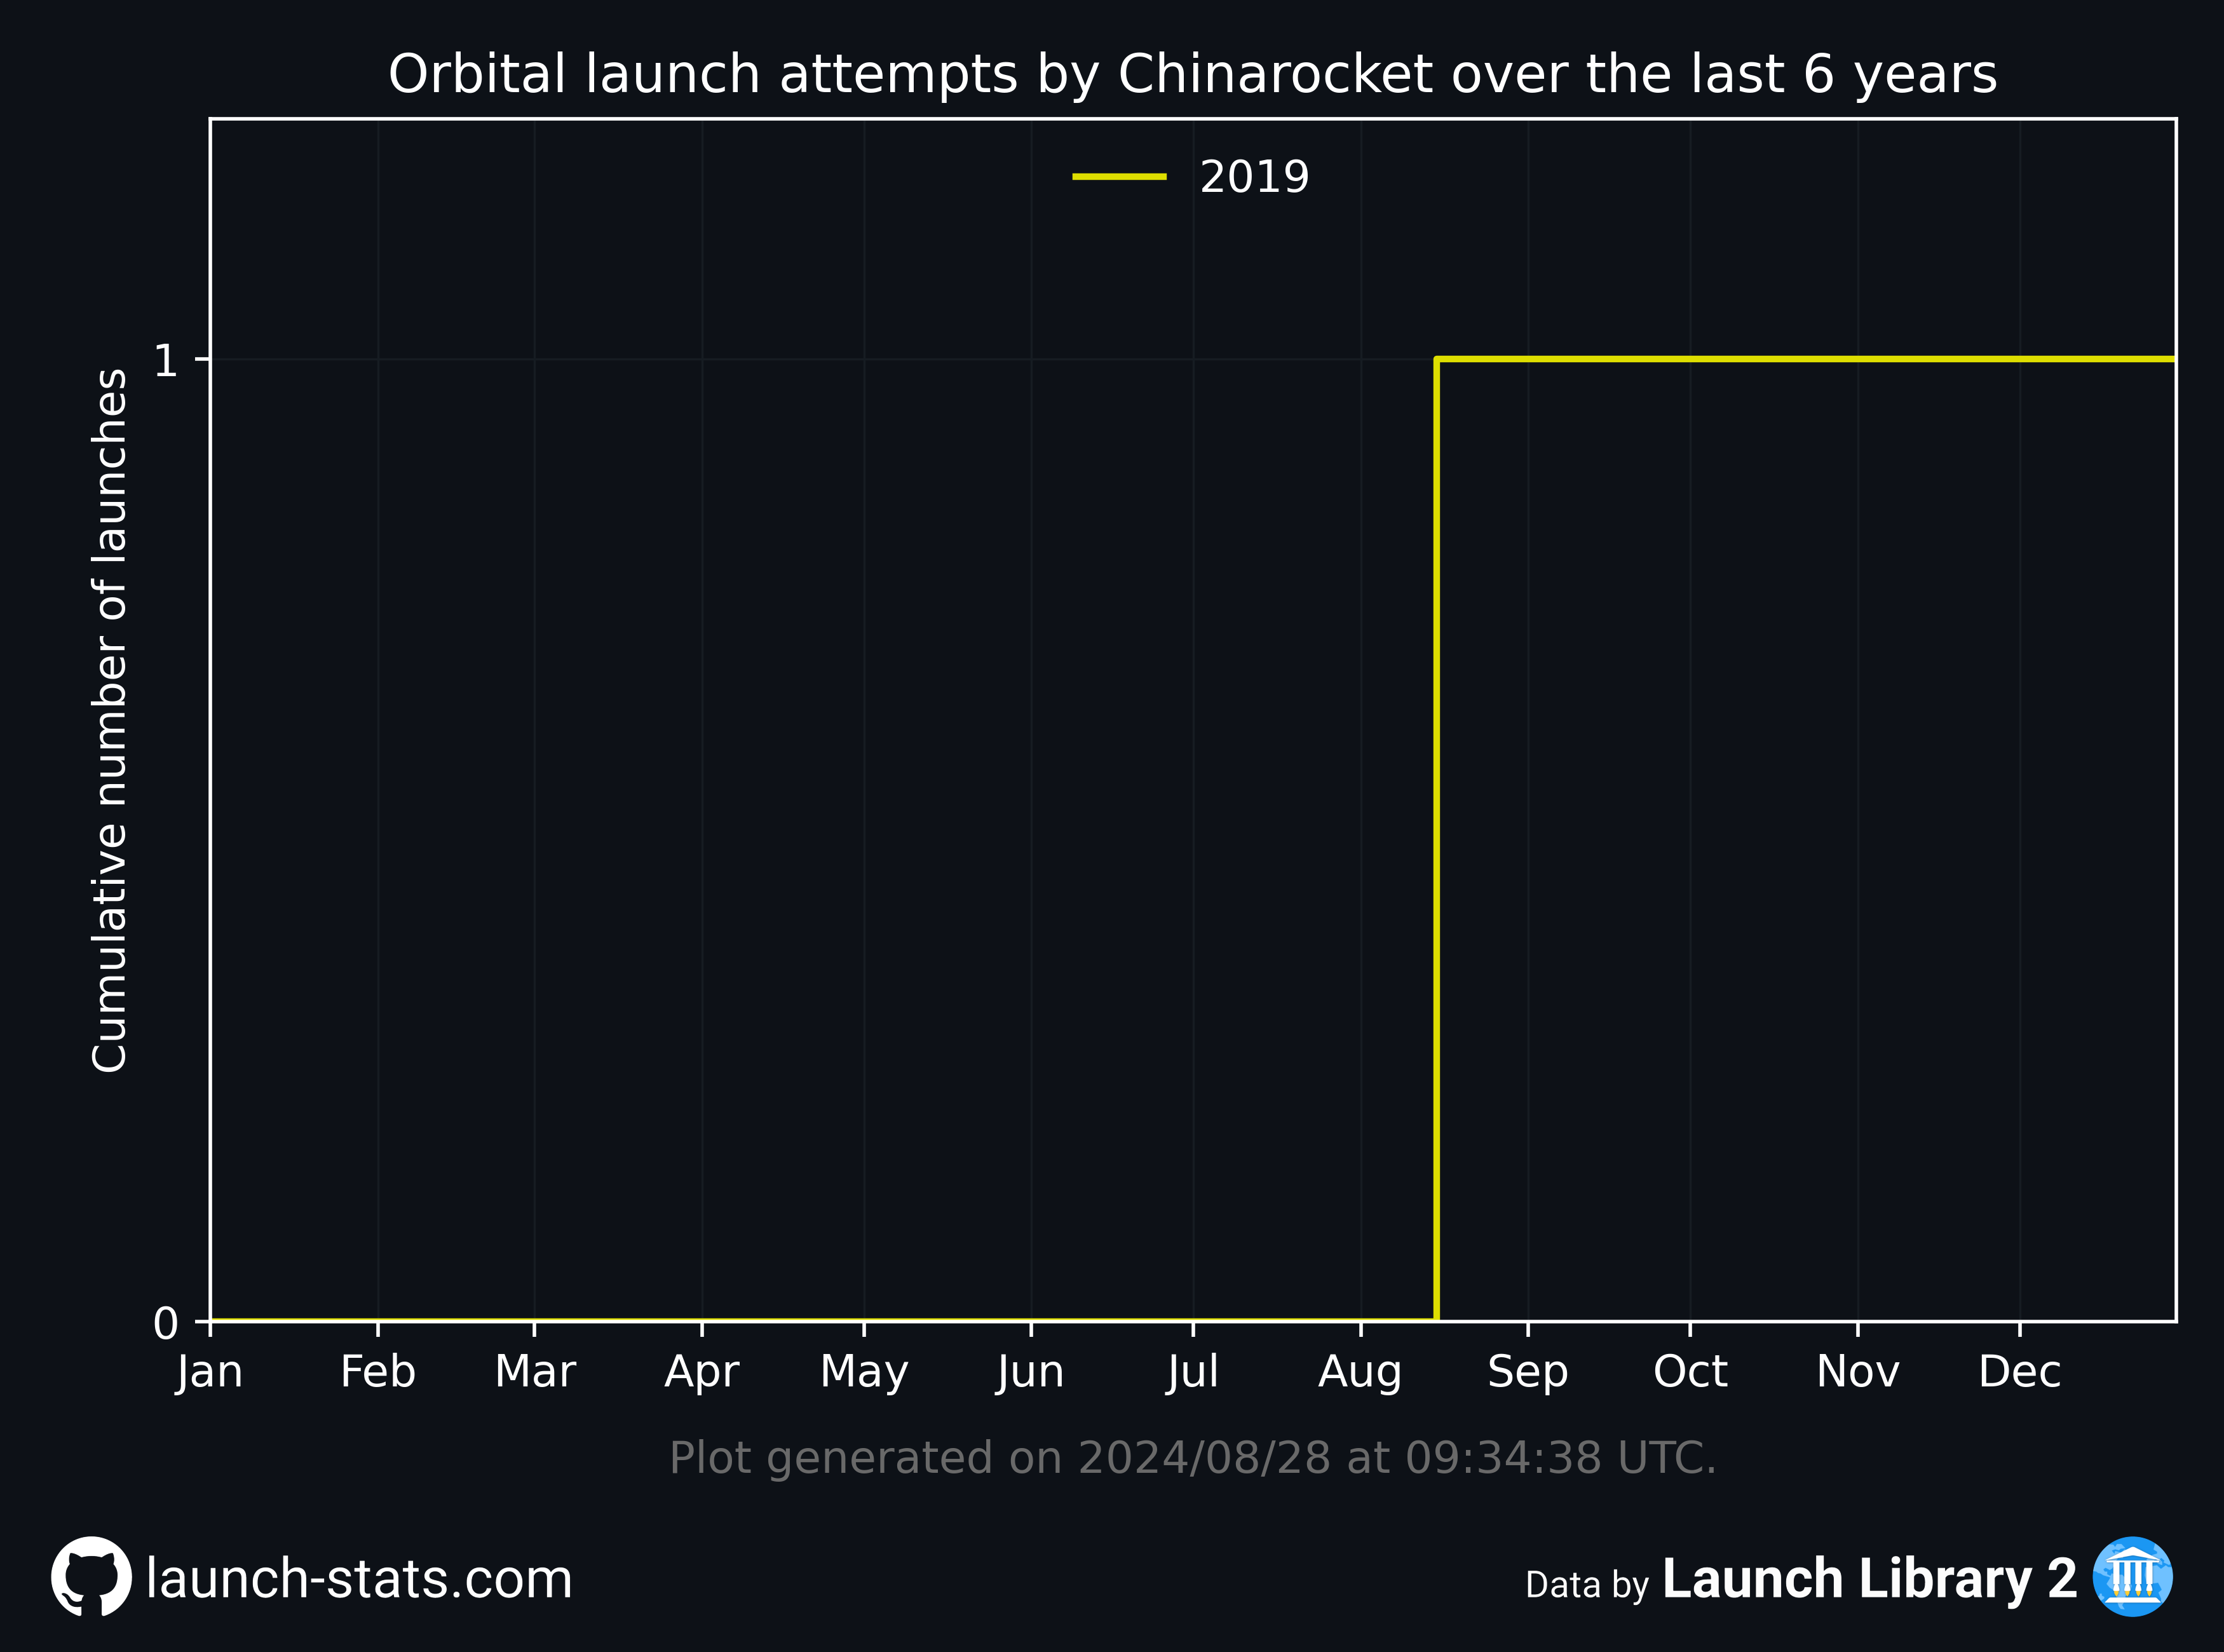 Orbital launch attempts by Chinarocket over the last 6 years
2019
Cumulative number of launches
1
0
Jan Feb Mar Apr May Jun Jul Aug Sep Oct Nov Dec
Plot generated on 2024/08/28 at 09:34:38 UTC.
launch-stats.com
Data by Launch Library 2